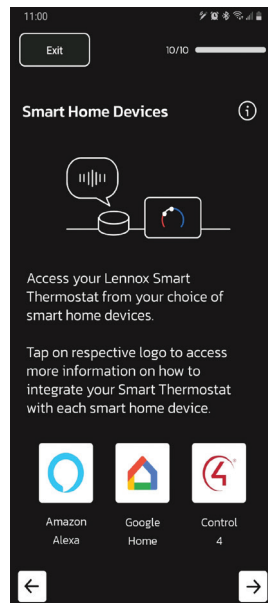 11:00
Exit
10/10
Smart Home Devices
Access your Lennox Smart
Thermostat from your choice of
smart home devices.
Tap on respective logo to access
more information on how to
integrate your Smart Thermostat
with each smart home device.
Amazon
Alexa
Google
Home
Control
4